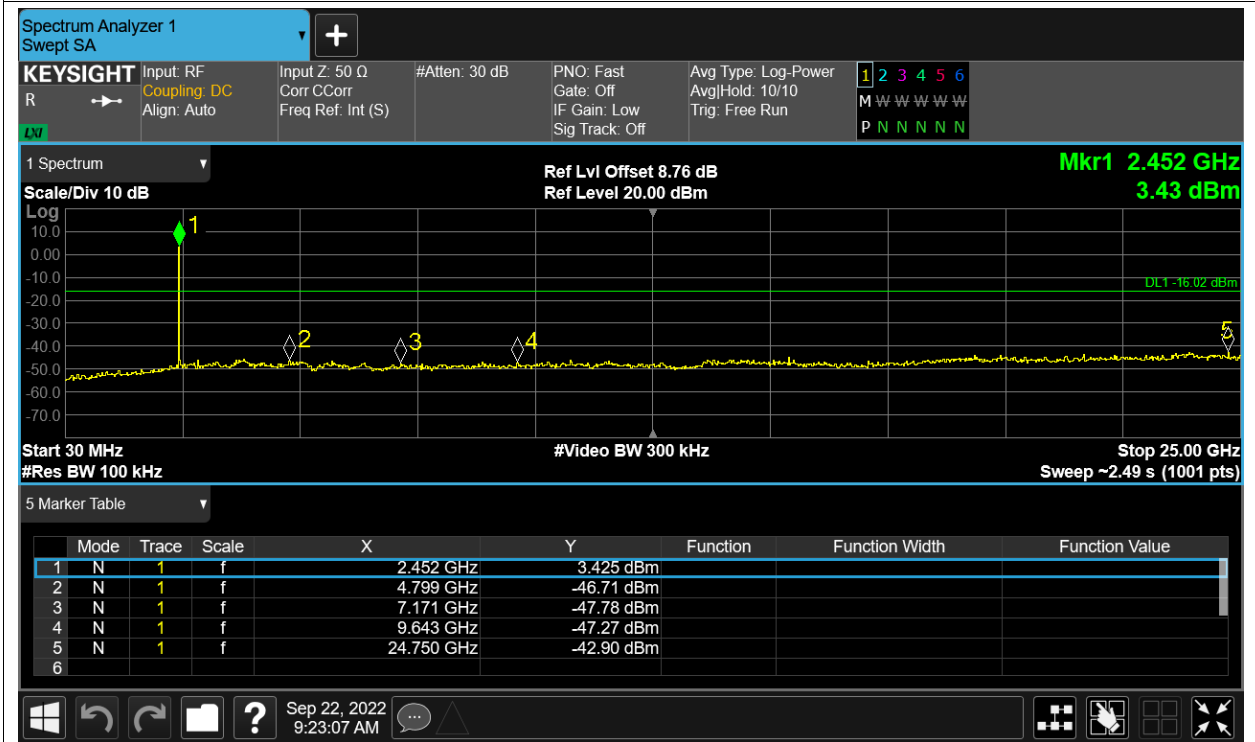 Spectrum Analyzer 1
Swept SA
+
KEYSIGHT Input: RF Input Z: 50 Ω #Atten: 30 dB PNO: Fast Avg Type: Log-Power 1 2 3 4 5 6
R Coupling: DC Corr CCorr Gate: Off Avg|Hold: 10/10 M W W W W W
Align: Auto Freq Ref: Int (S) IF Gain: Low Trig: Free Run
LXI Sig Track: Off P N N N N N
1 Spectrum Ref Lvl Offset 8.76 dB Mkr1 2.452 GHz
Scale/Div 10 dB Ref Level 20.00 dBm 3.43 dBm
Log
1
10.0
0.00
-10.0
DL1 -16.02 dBm
-20.0
-30.0
2 3 4 5
-40.0
-50.0
-60.0
-70.0
Start 30 MHz #Video BW 300 kHz Stop 25.00 GHz
#Res BW 100 kHz Sweep ~2.49 s (1001 pts)
5 Marker Table
Mode Trace Scale X Y Function Function Width Function Value
1 N 1 f 2.452 GHz 3.425 dBm
2 N 1 f 4.799 GHz -46.71 dBm
3 N 1 f 7.171 GHz -47.78 dBm
4 N 1 f 9.643 GHz -47.27 dBm
5 N 1 f 24.750 GHz -42.90 dBm
6
? Sep 22, 2022
9:23:07 AM